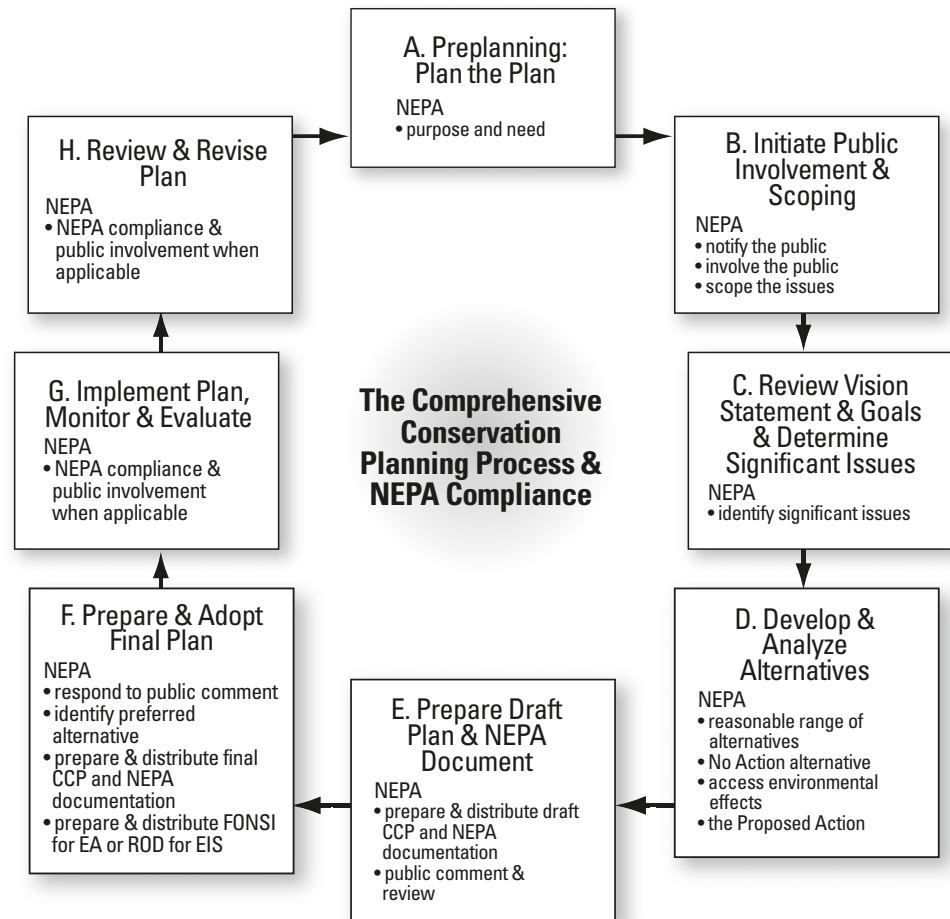 A. Preplanning:
Plan the Plan
NEPA
• purpose and need
B. Initiate Public
Involvement &
Scoping
NEPA
• notify the public
• involve the public
• scope the issues
C. Review Vision
Statement & Goals
& Determine
Significant Issues
NEPA
• identify significant issues
D. Develop &
Analyze
Alternatives
NEPA
• reasonable range of
alternatives
• No Action alternative
• access environmental
effects
• the Proposed Action
E. Prepare Draft
Plan & NEPA
Document
NEPA
• prepare & distribute draft
CCP and NEPA
documentation
• public comment &
review
F. Prepare & Adopt
Final Plan
NEPA
• respond to public comment
• identify preferred
alternative
• prepare & distribute final
CCP and NEPA
documentation
• prepare & distribute FONSI
for EA or ROD for EIS
G. Implement Plan,
Monitor & Evaluate
NEPA
• NEPA compliance &
public involvement
when applicable
H. Review & Revise
Plan
NEPA
• NEPA compliance &
public involvement when
applicable
The Comprehensive
Conservation
Planning Process &
NEPA Compliance